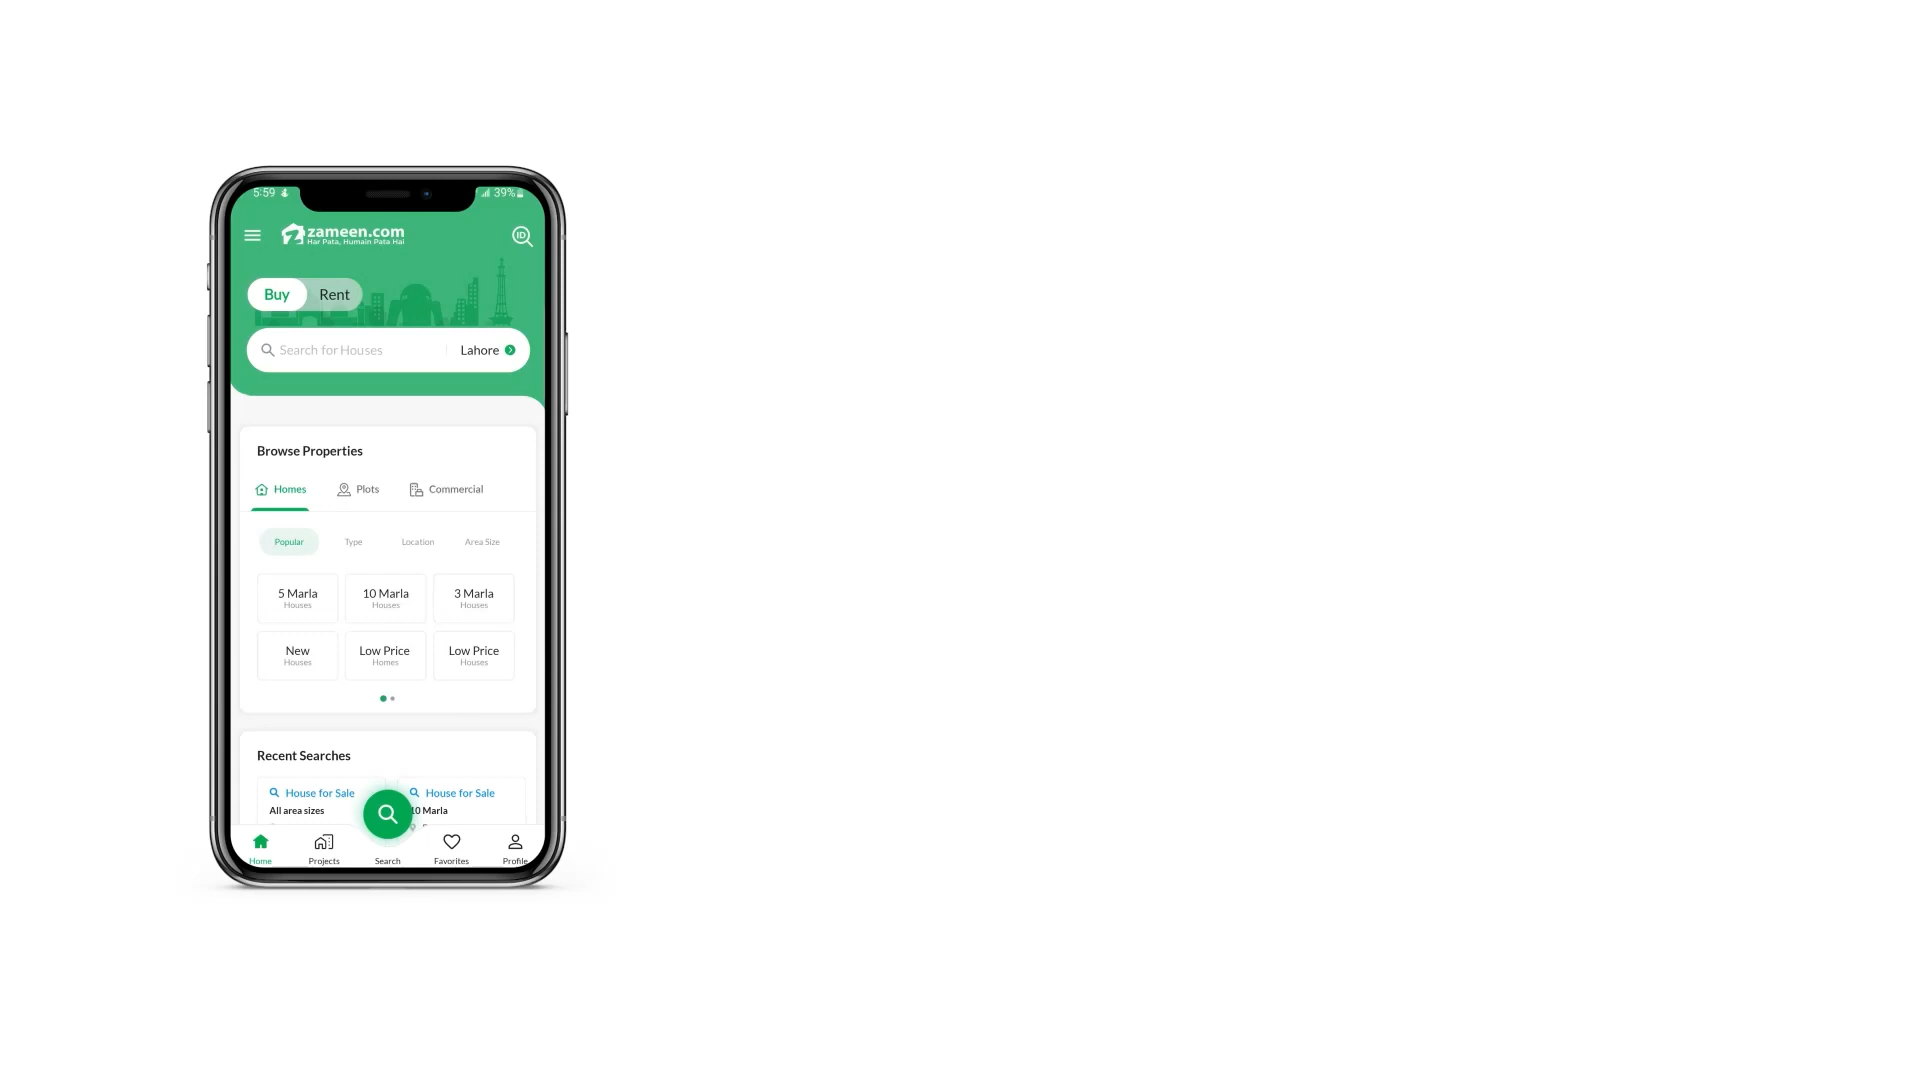 5:59
39%
zameen.com
Har Pata, Humain Pata Hai
ID
Buy Rent
Search for Houses Lahore
Browse Properties
Homes Plots Commercial
Popular Type Location Area Size
5 Marla 10 Marla 3 Marla
Houses Houses Houses
New Low Price Low Price
Houses Homes Houses
Recent Searches
House for Sale House for Sale
All area sizes 10 Marla
Home Projects Search Favorites Profile